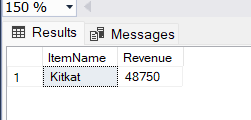 150 %
Results Messages
ItemName Revenue
1 Kitkat 48750